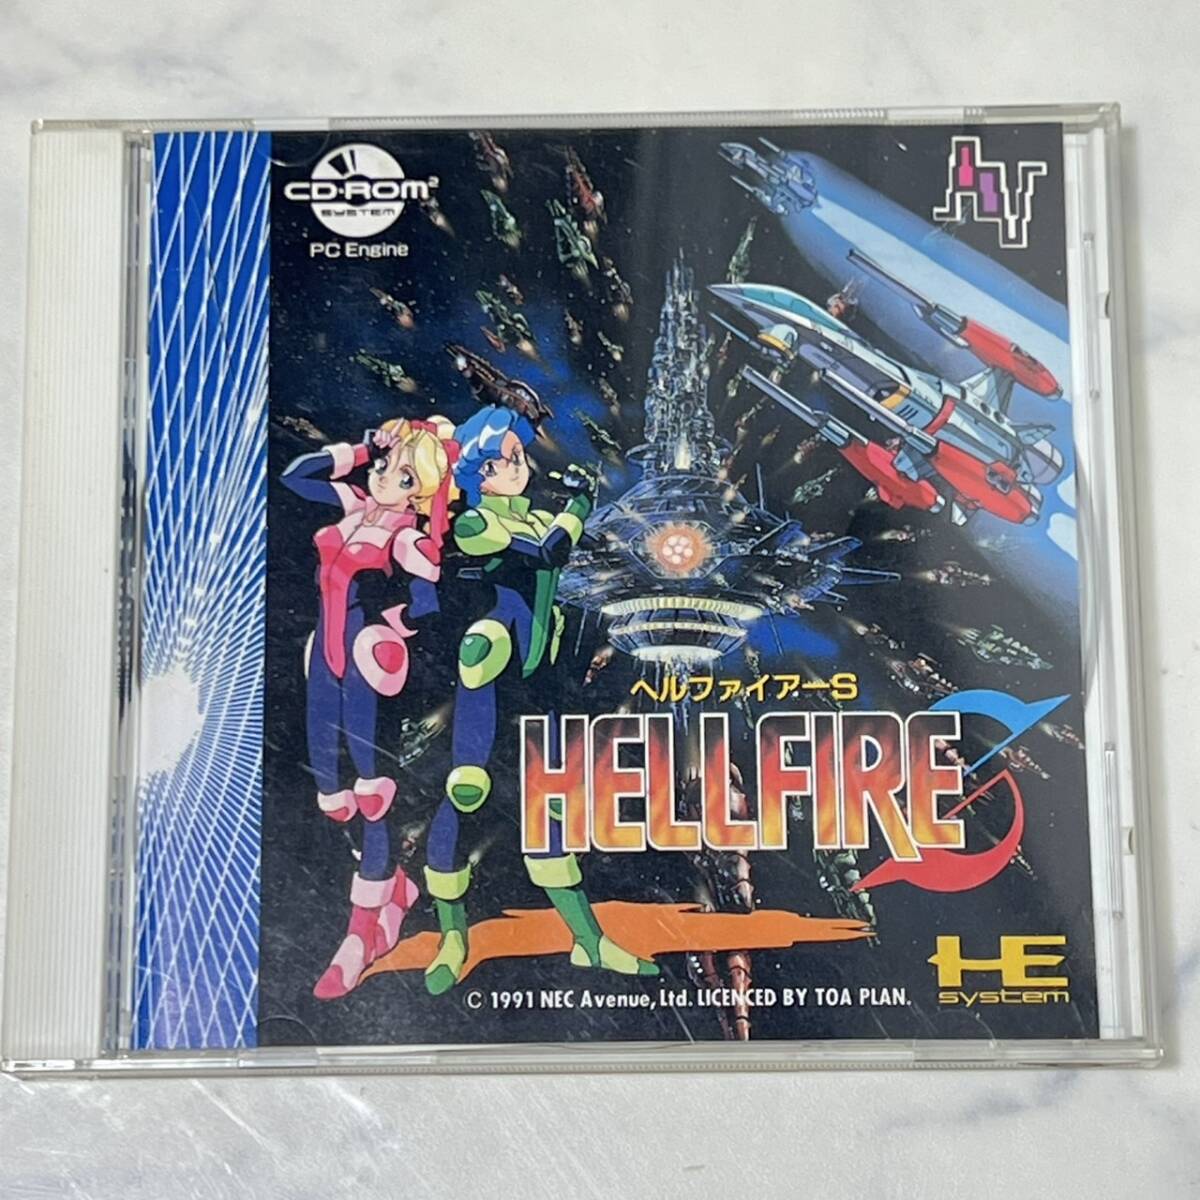 CD-ROM²
SYSTEM
PC Engine
AV
ヘルファイアーS
HELLFIRE S
HE
system
© 1991 NEC Avenue, Ltd. LICENCED BY TOA PLAN.